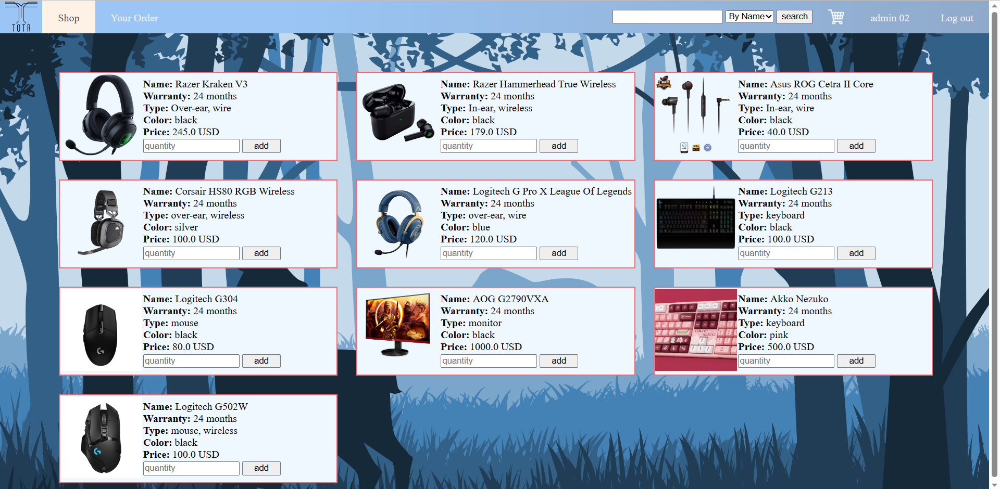 TOTR
Shop
Your Order
By Name
search
admin 02
Log out
Name: Razer Kraken V3
Warranty: 24 months
Type: Over-ear, wire
Color: black
Price: 245.0 USD
quantity
add
Name: Razer Hammerhead True Wireless
Warranty: 24 months
Type: In-ear, wireless
Color: black
Price: 179.0 USD
quantity
add
Name: Asus ROG Cetra II Core
Warranty: 24 months
Type: In-ear, wire
Color: black
Price: 40.0 USD
quantity
add
Name: Corsair HS80 RGB Wireless
Warranty: 24 months
Type: over-ear, wireless
Color: silver
Price: 100.0 USD
quantity
add
Name: Logitech G Pro X League Of Legends
Warranty: 24 months
Type: over-ear, wire
Color: blue
Price: 120.0 USD
quantity
add
Name: Logitech G213
Warranty: 24 months
Type: keyboard
Color: black
Price: 100.0 USD
quantity
add
Name: Logitech G304
Warranty: 24 months
Type: mouse
Color: black
Price: 80.0 USD
quantity
add
Name: AOG G2790VXA
Warranty: 24 months
Type: monitor
Color: black
Price: 1000.0 USD
quantity
add
Name: Akko Nezuko
Warranty: 24 months
Type: keyboard
Color: pink
Price: 500.0 USD
quantity
add
Name: Logitech G502W
Warranty: 24 months
Type: mouse, wireless
Color: black
Price: 100.0 USD
quantity
add